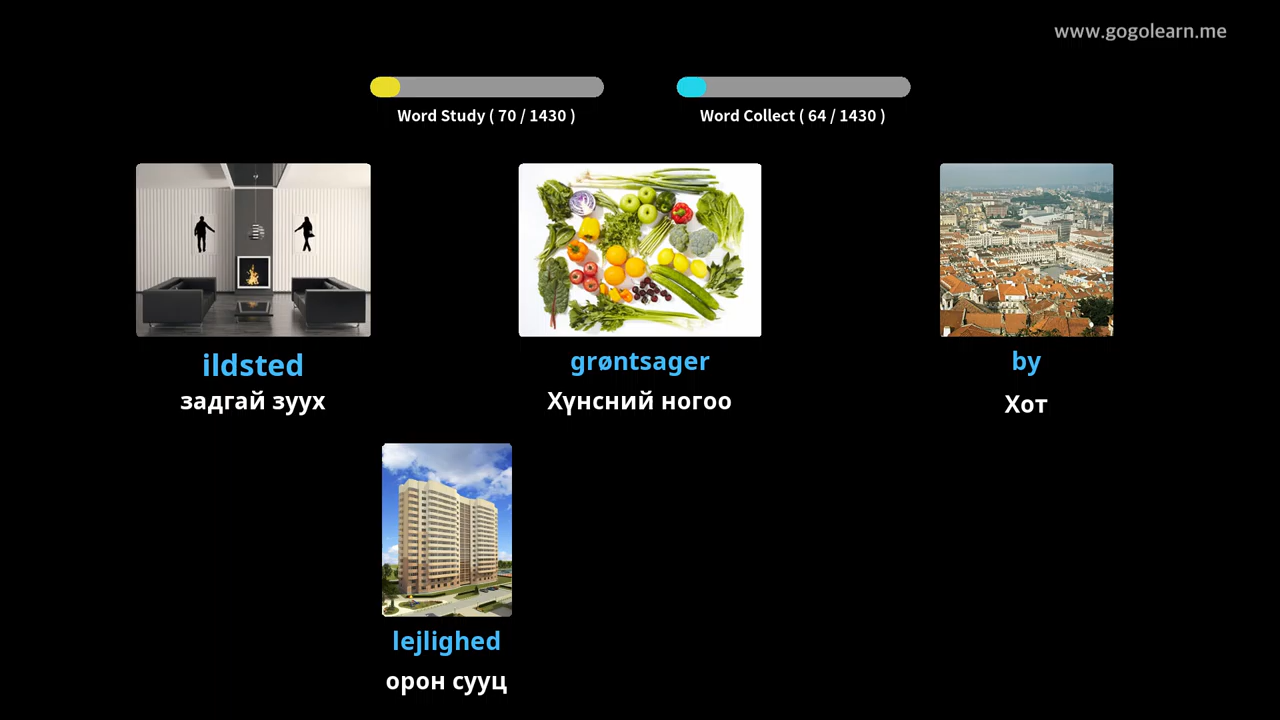 www.gogolearn.me
Word Study ( 70 / 1430 )
Word Collect ( 64 / 1430 )
ildsted
задгай зуух
grøntsager
Хүнсний ногоо
by
Хот
lejlighed
орон сууц